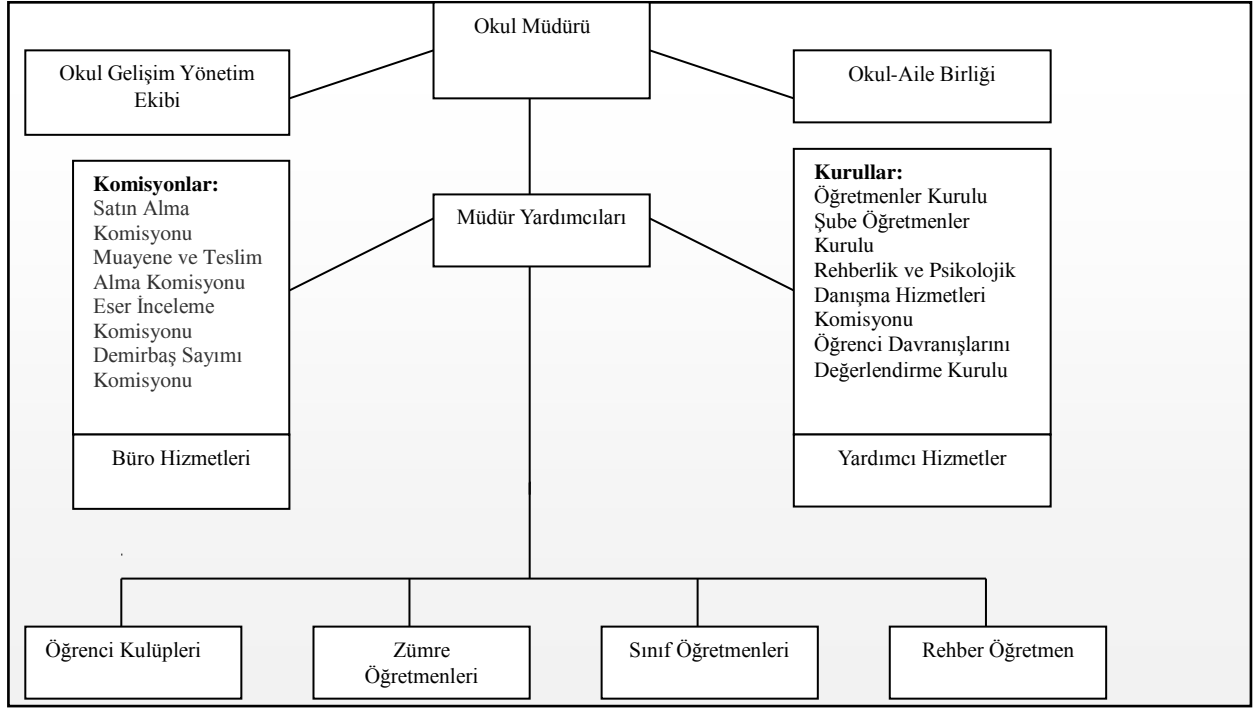 Okul Müdürü
Okul Gelişim Yönetim
Ekibi
Okul-Aile Birliği
Komisyonlar:
Satın Alma
Komisyonu
Muayene ve Teslim
Alma Komisyonu
Eser İnceleme
Komisyonu
Demirbaş Sayımı
Komisyonu
Müdür Yardımcıları
Kurullar:
Öğretmenler Kurulu
Şube Öğretmenler
Kurulu
Rehberlik ve Psikolojik
Danışma Hizmetleri
Komisyonu
Öğrenci Davranışlarını
Değerlendirme Kurulu
Büro Hizmetleri
Yardımcı Hizmetler
Öğrenci Kulüpleri
Zümre
Öğretmenleri
Sınıf Öğretmenleri
Rehber Öğretmen